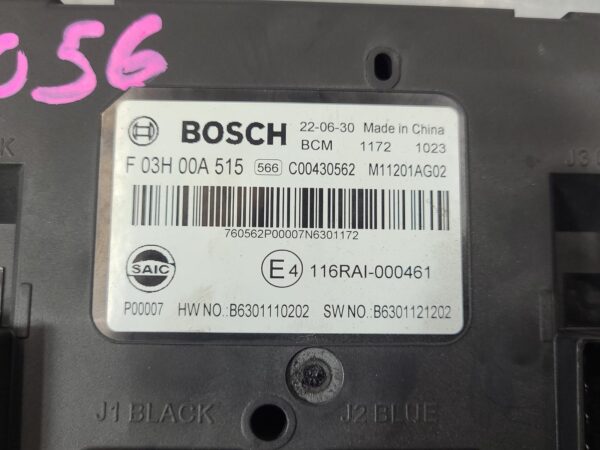 056
BOSCH 22-06-30 Made in China
BCM 1172 1023
F 03H 00A 515 566 C00430562 M11201AG02
760562P00007N6301172
SAIC E4 116RAI-000461
P00007 HW NO.:B6301110202 SW NO.:B6301121202
J1 BLACK J2 BLUE
K
J3